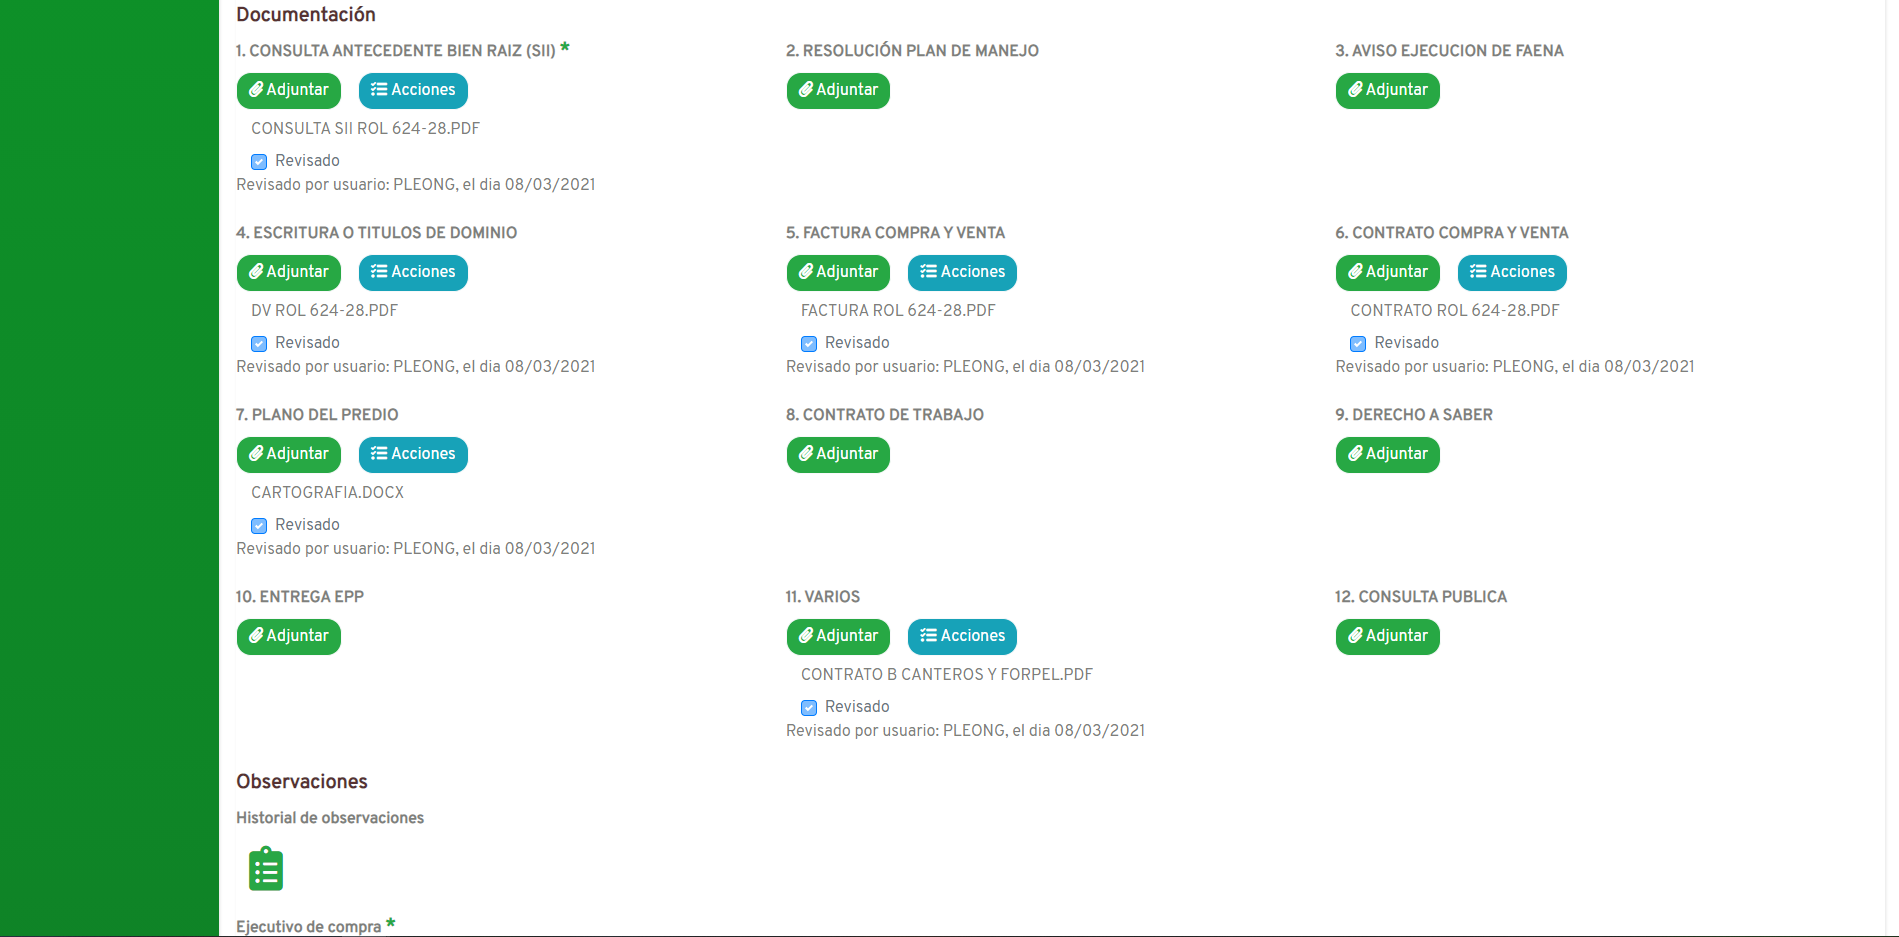 Documentación
1. CONSULTA ANTECEDENTE BIEN RAIZ (SII) *
Adjuntar
Acciones
CONSULTA SII ROL 624-28.PDF
Revisado
Revisado por usuario: PLEONG, el dia 08/03/2021
2. RESOLUCIÓN PLAN DE MANEJO
Adjuntar
3. AVISO EJECUCION DE FAENA
Adjuntar
4. ESCRITURA O TITULOS DE DOMINIO
Adjuntar
Acciones
DV ROL 624-28.PDF
Revisado
Revisado por usuario: PLEONG, el dia 08/03/2021
5. FACTURA COMPRA Y VENTA
Adjuntar
Acciones
FACTURA ROL 624-28.PDF
Revisado
Revisado por usuario: PLEONG, el dia 08/03/2021
6. CONTRATO COMPRA Y VENTA
Adjuntar
Acciones
CONTRATO ROL 624-28.PDF
Revisado
Revisado por usuario: PLEONG, el dia 08/03/2021
7. PLANO DEL PREDIO
Adjuntar
Acciones
CARTOGRAFIA.DOCX
Revisado
Revisado por usuario: PLEONG, el dia 08/03/2021
8. CONTRATO DE TRABAJO
Adjuntar
9. DERECHO A SABER
Adjuntar
10. ENTREGA EPP
Adjuntar
11. VARIOS
Adjuntar
Acciones
CONTRATO B CANTEROS Y FORPEL.PDF
Revisado
Revisado por usuario: PLEONG, el dia 08/03/2021
12. CONSULTA PUBLICA
Adjuntar
Observaciones
Historial de observaciones
Ejecutivo de compra *